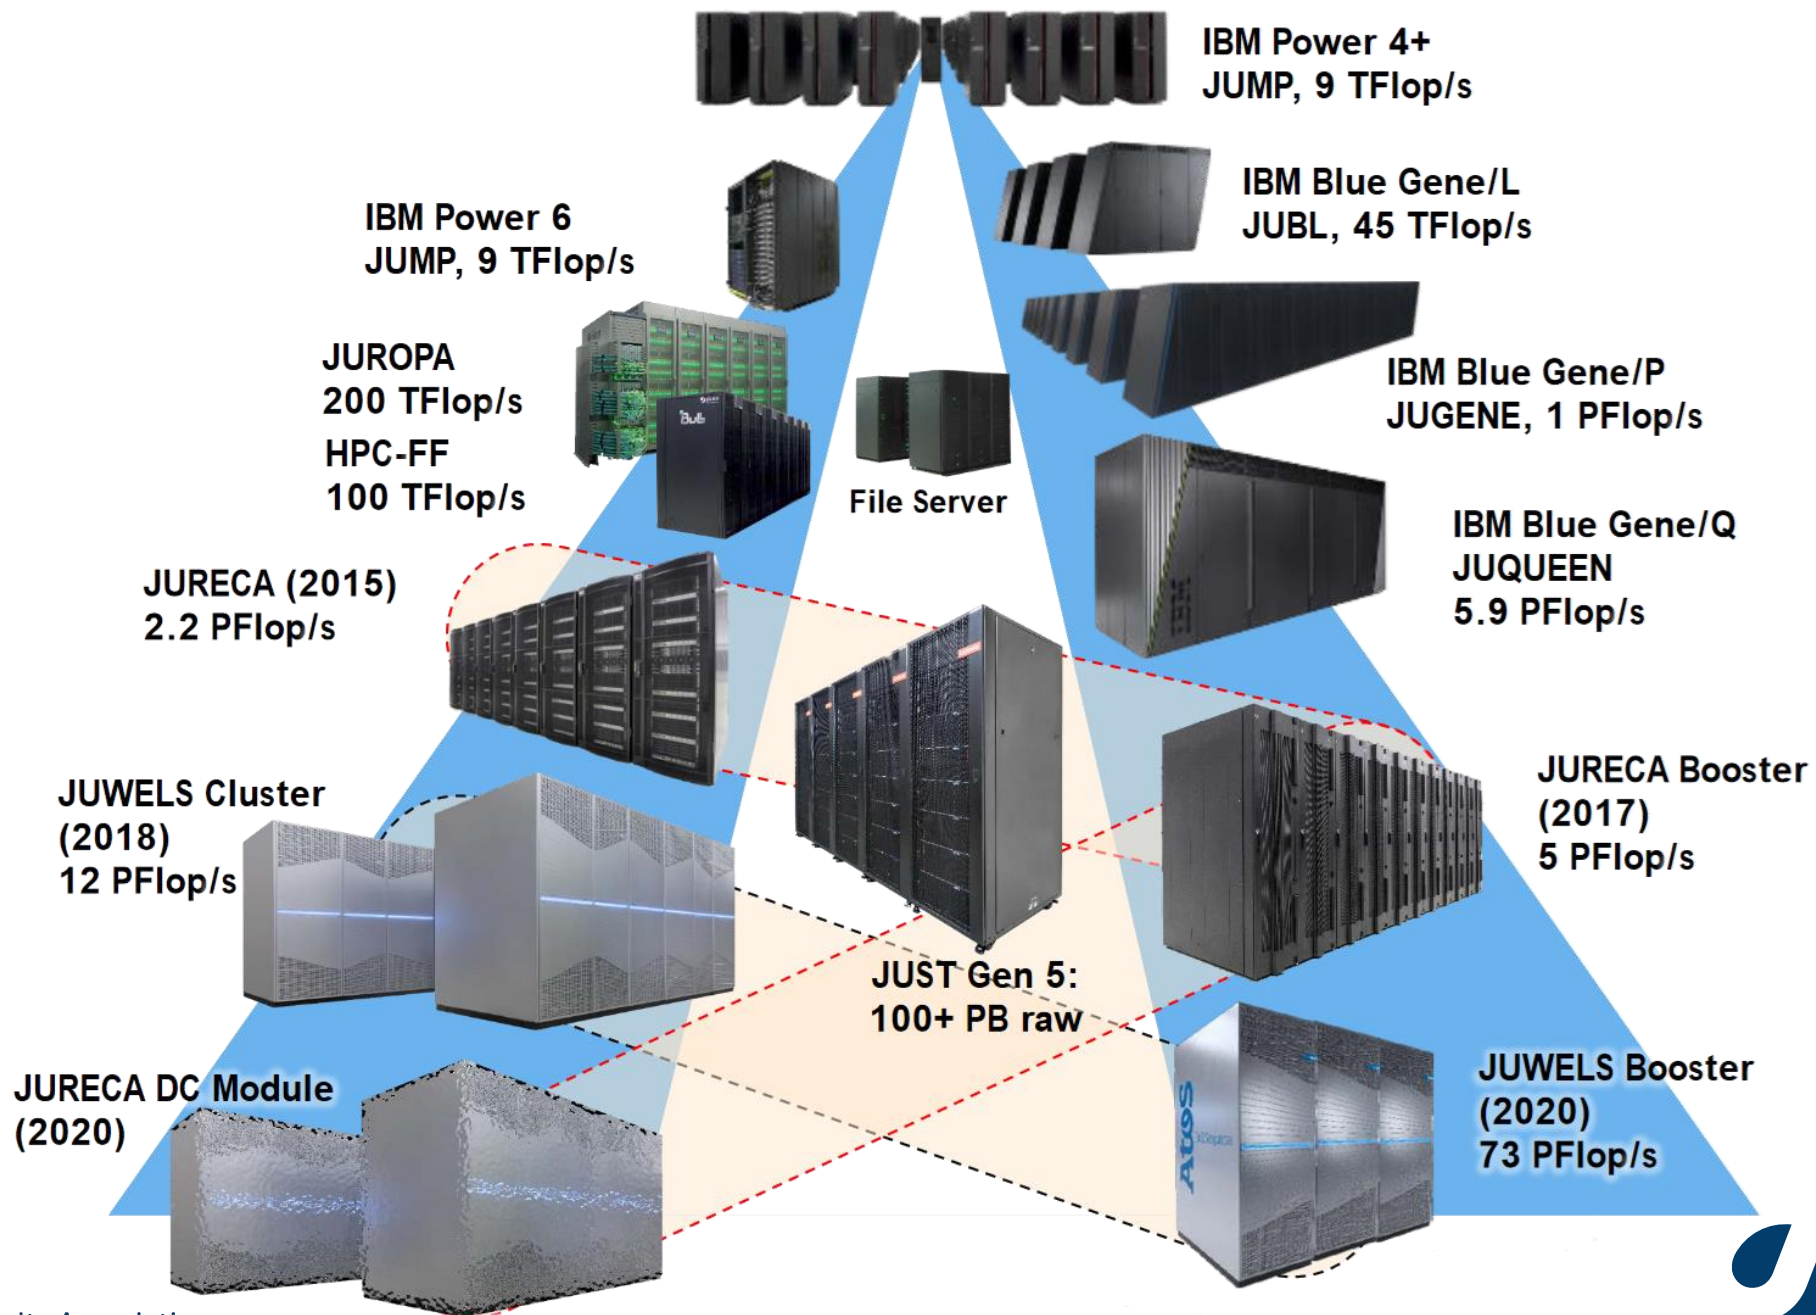 IBM Power 4+
JUMP, 9 TFlop/s
IBM Blue Gene/L
JUBL, 45 TFlop/s
IBM Power 6
JUMP, 9 TFlop/s
JUROPA
200 TFlop/s
HPC-FF
100 TFlop/s
Bull
File Server
IBM Blue Gene/P
JUGENE, 1 PFlop/s
IBM Blue Gene/Q
JUQUEEN
5.9 PFlop/s
IBM
JURECA (2015)
2.2 PFlop/s
JUWELS Cluster
(2018)
12 PFlop/s
JURECA Booster
(2017)
5 PFlop/s
JUST Gen 5:
100+ PB raw
JURECA DC Module
(2020)
Atos
JUWELS Booster
(2020)
73 PFlop/s